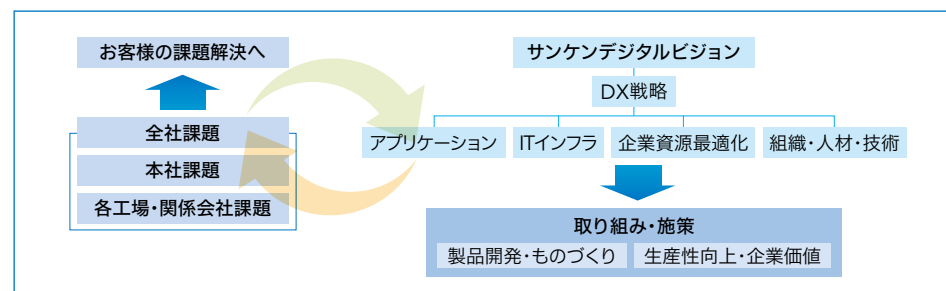 お客様の課題解決へ
全社課題
本社課題
各工場・関係会社課題
サンケンデジタルビジョン
DX戦略
アプリケーション
ITインフラ
企業資源最適化
組織・人材・技術
取り組み・施策
製品開発・ものづくり
生産性向上・企業価値